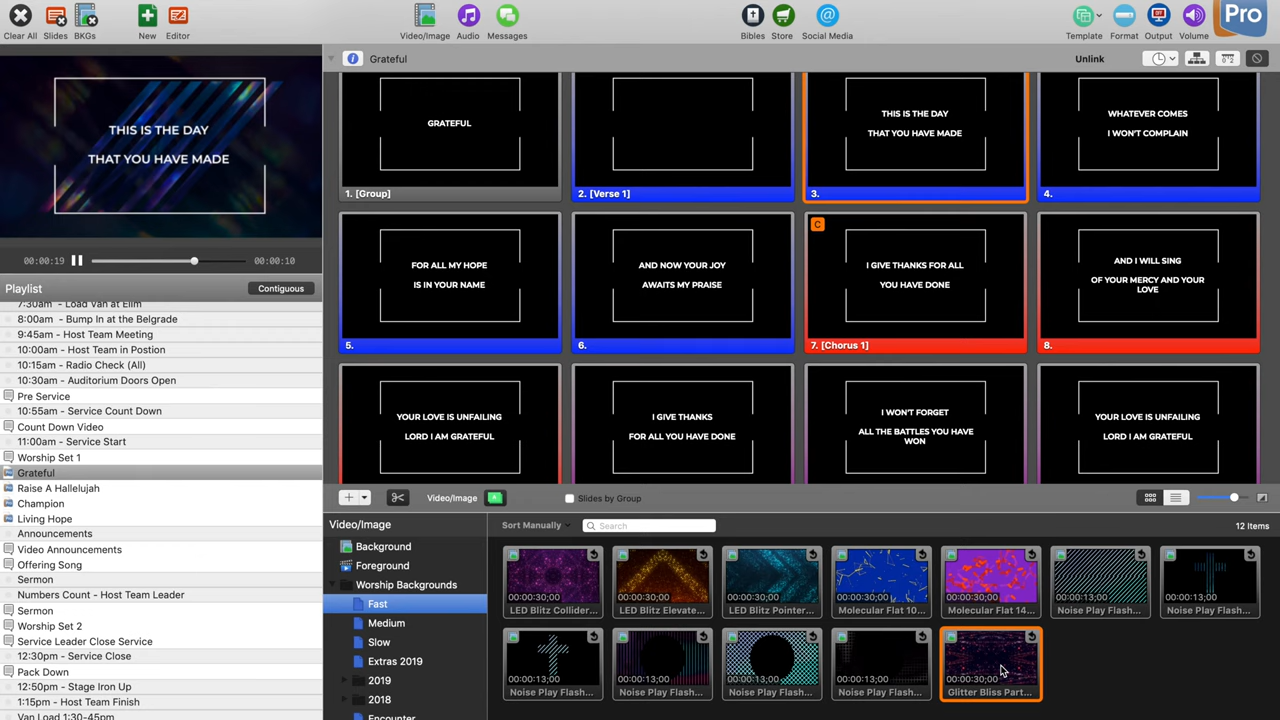 Clear All
Slides
BKGs
New
Editor
Video/Image
Audio
Messages
Bibles
Store
Social Media
Template
Format
Output
Volume
Pro
THIS IS THE DAY
THAT YOU HAVE MADE
00:00:19
00:00:10
Playlist
Contiguous
7:30am - Load Van at Elim
8:00am - Bump In at the Belgrade
9:45am - Host Team Meeting
10:00am - Host Team in Postion
10:15am - Radio Check (All)
10:30am - Auditorium Doors Open
Pre Service
10:55am - Service Count Down
Count Down Video
11:00am - Service Start
Worship Set 1
Grateful
Raise A Hallelujah
Champion
Living Hope
Announcements
Video Announcements
Offering Song
Sermon
Numbers Count - Host Team Leader
Sermon
Worship Set 2
Service Leader Close Service
12:30pm - Service Close
Pack Down
12:50pm - Stage Iron Up
1:15pm - Host Team Finish
Van Load 1:30-45pm
Grateful
Unlink
GRATEFUL
1. [Group]
2. [Verse 1]
THIS IS THE DAY
THAT YOU HAVE MADE
3.
WHATEVER COMES
I WON'T COMPLAIN
4.
FOR ALL MY HOPE
IS IN YOUR NAME
5.
AND NOW YOUR JOY
AWAITS MY PRAISE
6.
C
I GIVE THANKS FOR ALL
YOU HAVE DONE
7. [Chorus 1]
AND I WILL SING
OF YOUR MERCY AND YOUR
LOVE
8.
YOUR LOVE IS UNFAILING
LORD I AM GRATEFUL
I GIVE THANKS
FOR ALL YOU HAVE DONE
I WON'T FORGET
ALL THE BATTLES YOU HAVE
WON
YOUR LOVE IS UNFAILING
LORD I AM GRATEFUL
Video/Image
Slides by Group
Video/Image
Background
Foreground
Worship Backgrounds
Fast
Medium
Slow
Extras 2019
2019
2018
Encounter
Sort Manually
Search
12 Items
00:00:30;00
LED Blitz Collider...
00:00:30;00
LED Blitz Elevate...
00:00:30;00
LED Blitz Pointer...
00:00:30;00
Molecular Flat 10...
00:00:30;00
Molecular Flat 14...
00:00:13;00
Noise Play Flash...
00:00:13;00
Noise Play Flash...
00:00:13;00
Noise Play Flash...
00:00:13;00
Noise Play Flash...
00:00:13;00
Noise Play Flash...
00:00:13;00
Noise Play Flash...
00:00:30;00
Glitter Bliss Part...